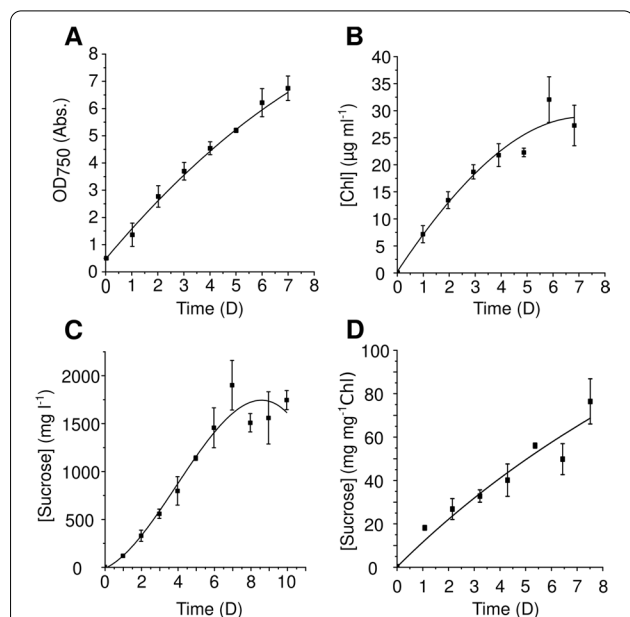 A
OD750 (Abs.)
8
7
6
5
4
3
2
1
0
0 1 2 3 4 5 6 7 8
Time (D)
B
[Chl] (µg ml-1)
40
35
30
25
20
15
10
5
0
0 1 2 3 4 5 6 7 8
Time (D)
C
[Sucrose] (mg l-1)
2000
1500
1000
500
0
0 2 4 6 8 10
Time (D)
D
[Sucrose] (mg mg-1Chl)
100
80
60
40
20
0
0 1 2 3 4 5 6 7 8
Time (D)